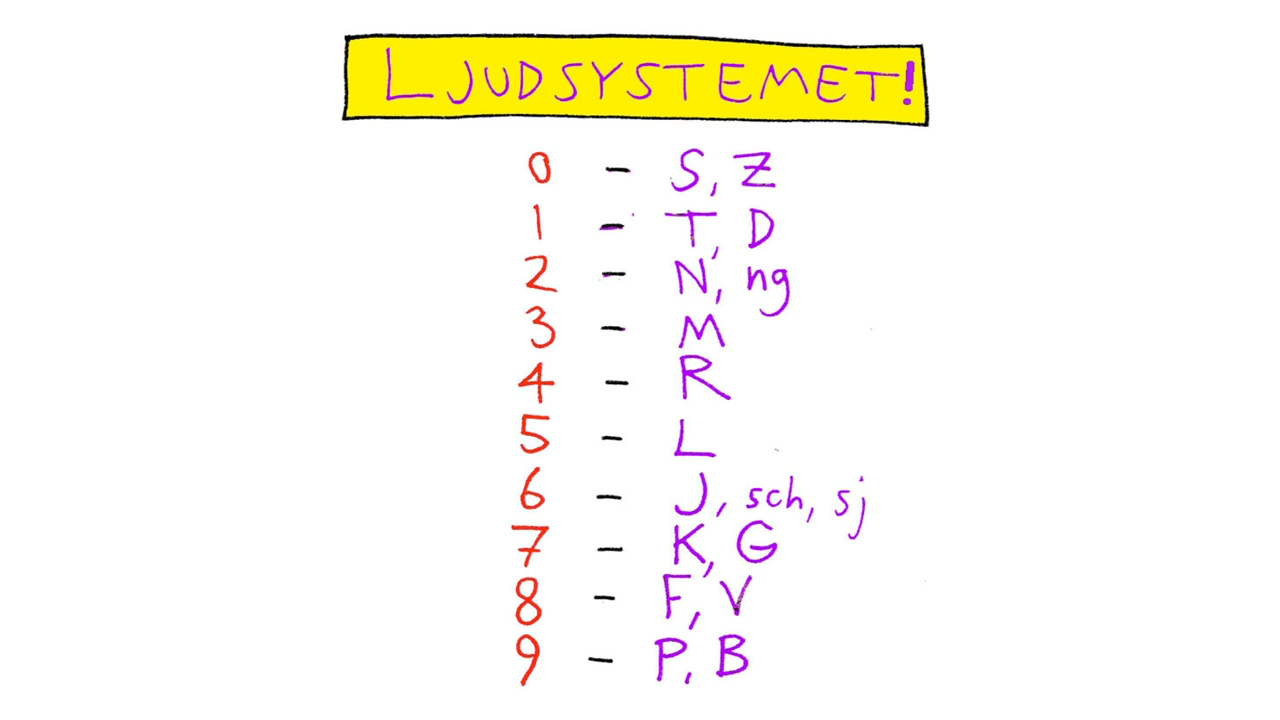 LJUDSYSTEMET!
0 - S, Z
1 - T, D
2 - N, ng
3 - M
4 - R
5 - L
6 - J, sch, sj
7 - K, G
8 - F, V
9 - P, B